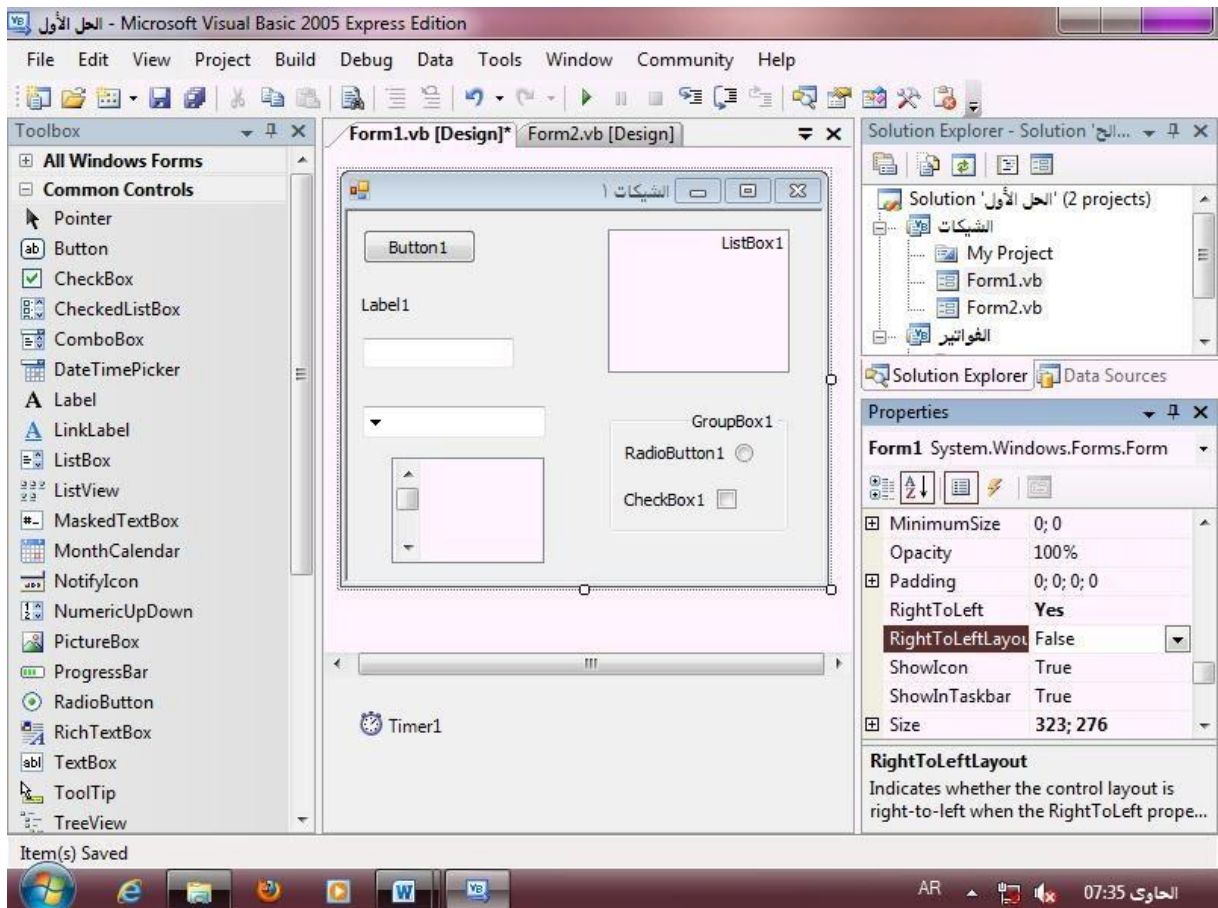 الحل الأول - Microsoft Visual Basic 2005 Express Edition
File Edit View Project Build Debug Data Tools Window Community Help
Toolbox
All Windows Forms
Common Controls
Pointer
Button
CheckBox
CheckedListBox
ComboBox
DateTimePicker
Label
LinkLabel
ListBox
ListView
MaskedTextBox
MonthCalendar
NotifyIcon
NumericUpDown
PictureBox
ProgressBar
RadioButton
RichTextBox
TextBox
ToolTip
TreeView
Form1.vb [Design]* Form2.vb [Design]
الشيكات ١
Button1
ListBox1
Label1
GroupBox1
RadioButton1
CheckBox1
Timer1
Solution Explorer - Solution 'الح...
Solution 'الحل الأول' (2 projects)
الشيكات
My Project
Form1.vb
Form2.vb
الفواتير
Solution Explorer Data Sources
Properties
Form1 System.Windows.Forms.Form
MinimumSize 0; 0
Opacity 100%
Padding 0; 0; 0; 0
RightToLeft Yes
RightToLeftLayou False
ShowIcon True
ShowInTaskbar True
Size 323; 276
RightToLeftLayout
Indicates whether the control layout is
right-to-left when the RightToLeft prope...
Item(s) Saved
AR 07:35 الحاوى